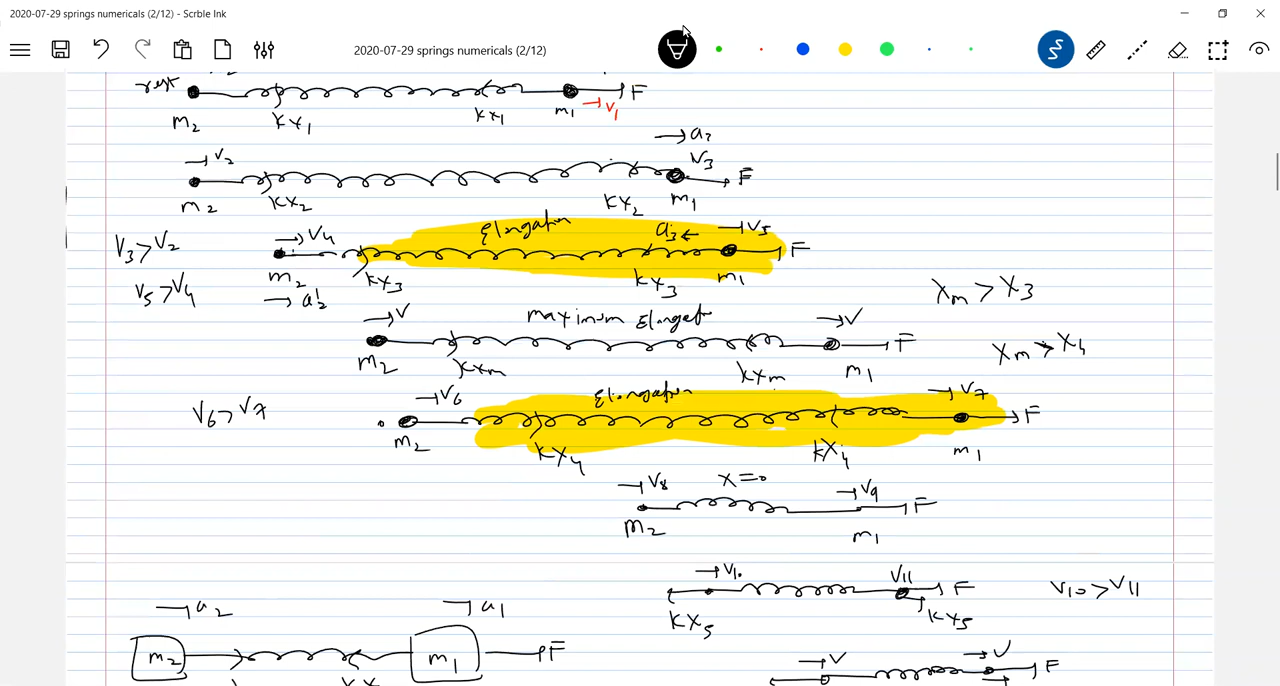 2020-07-29 springs numericals (2/12) - Scrble Ink
2020-07-29 springs numericals (2/12)
rest F
m2 kx1 kx1 m1 v1
a2
v2 v3 F
m2 kx2 kx2 m1
v3 > v2 v4 Elongation a3 v5 F
m2 kx3 kx3 m1
v5 > v4 a2' xm > x3
v maximum Elongat v F
m2 kxm kxm m1 xm > x4
v6 > v7 v6 Elongation v7 F
m2 kx4 kx4 m1
v8 x=0 v9 F
m2 m1
v10 v11 F v10 > v11
kx5 kx5
a2 a1
m2 m1 F
v v F